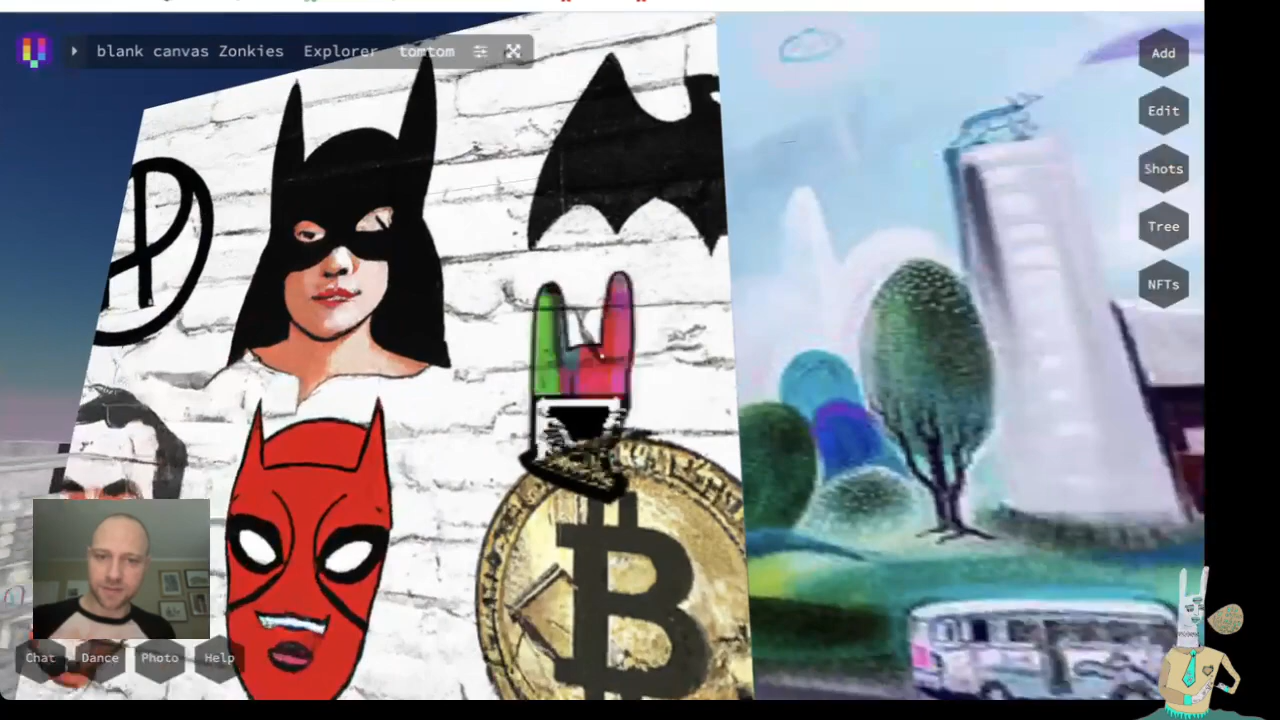 blank canvas Zonkies Explorer tomtom
Add
Edit
Shots
Tree
NFTs
Chat Dance Photo Help